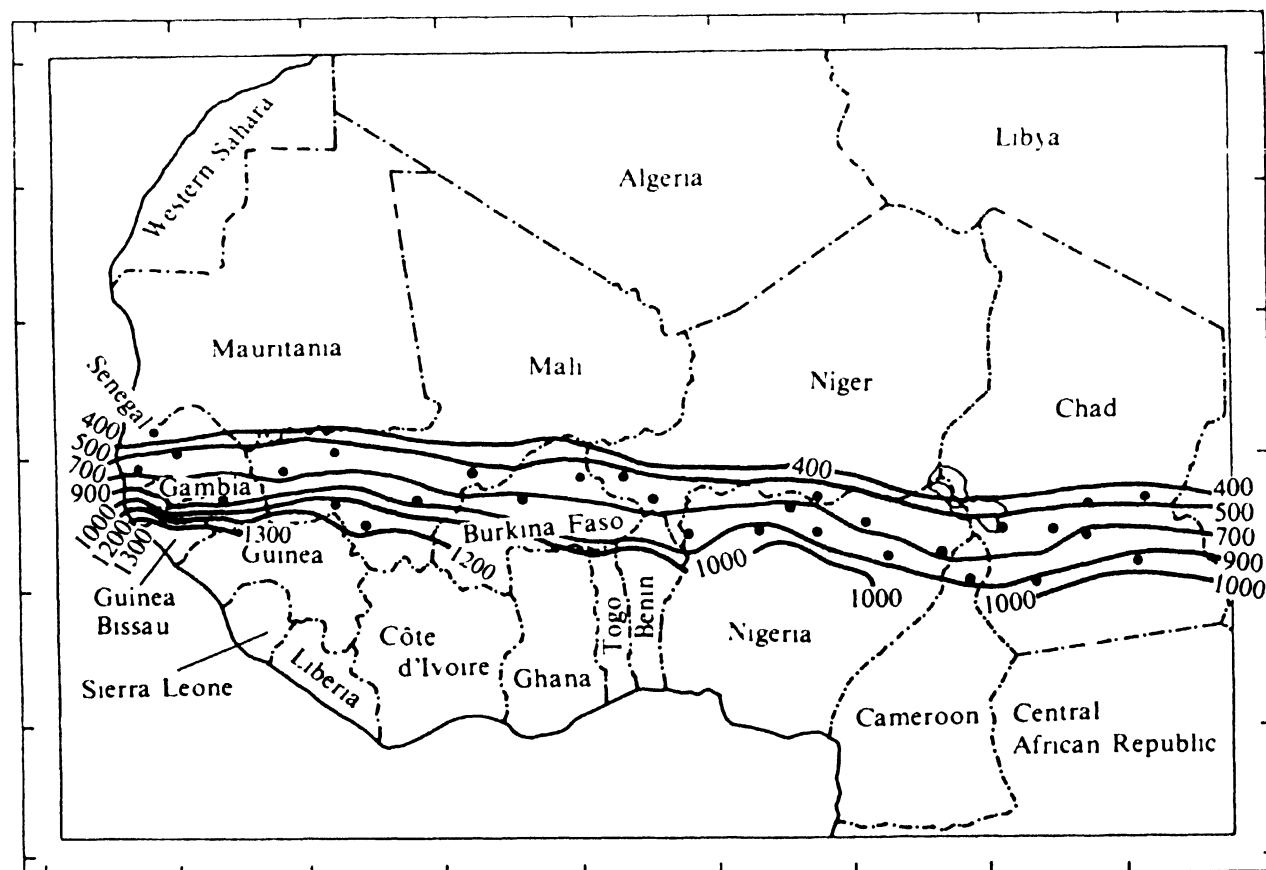 Western Sahara
Algeria
Libya
Mauritania
Mali
Niger
Chad
Senegal
400
500
700
900
1000
1200
1300
Gambia
1300
Guinea
Burkina Faso
1200
400
1000
1000
1000
400
500
700
900
1000
Guinea
Bissau
Sierra Leone
Liberia
Côte
d'Ivoire
Ghana
Togo
Benin
Nigeria
Cameroon
Central
African Republic